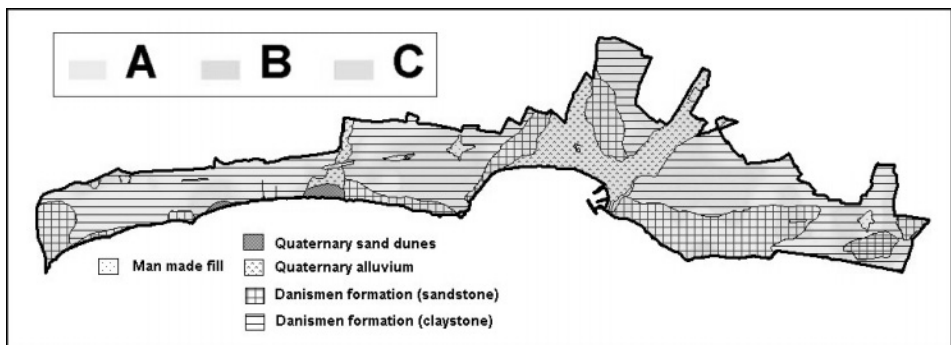 A B C
Quaternary sand dunes
Man made fill
Quaternary alluvium
Danismen formation (sandstone)
Danismen formation (claystone)